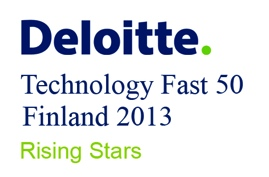 Deloitte.
Technology Fast 50
Finland 2013
Rising Stars